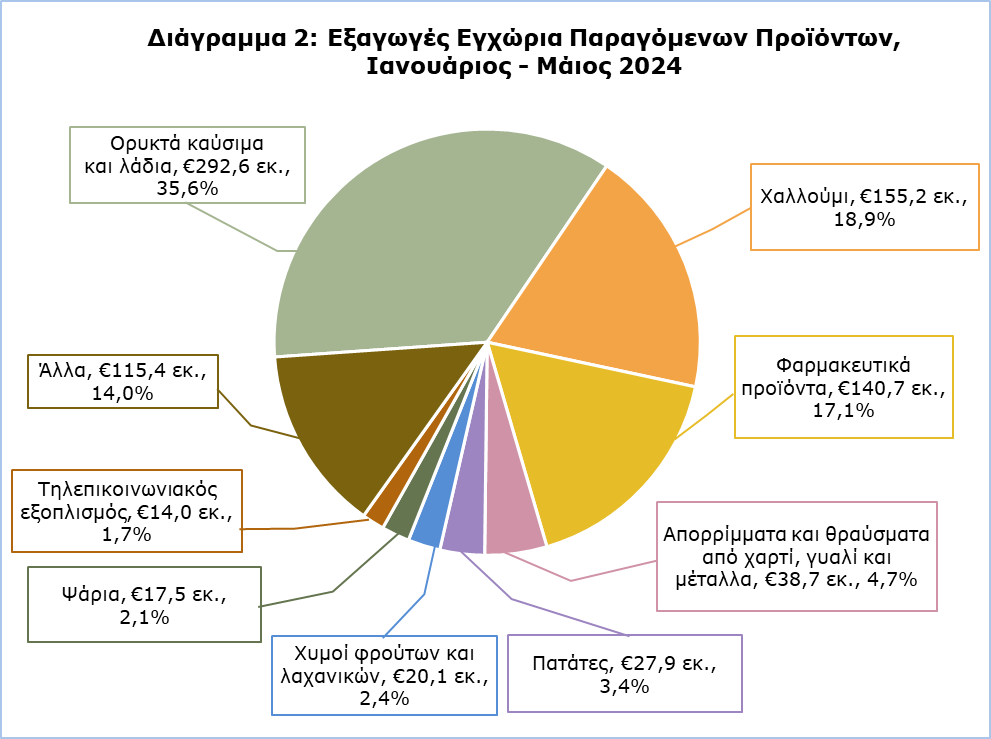 Διάγραμμα 2: Εξαγωγές Εγχώρια Παραγόμενων Προϊόντων,
Ιανουάριος - Μάιος 2024
Ορυκτά καύσιμα
και λάδια, €292,6 εκ.,
35,6%
Χαλλούμι, €155,2 εκ.,
18,9%
Φαρμακευτικά
προϊόντα, €140,7 εκ.,
17,1%
Απορρίμματα και θραύσματα
από χαρτί, γυαλί και
μέταλλα, €38,7 εκ., 4,7%
Πατάτες, €27,9 εκ.,
3,4%
Χυμοί φρούτων και
λαχανικών, €20,1 εκ.,
2,4%
Ψάρια, €17,5 εκ.,
2,1%
Τηλεπικοινωνιακός
εξοπλισμός, €14,0 εκ.,
1,7%
Άλλα, €115,4 εκ.,
14,0%